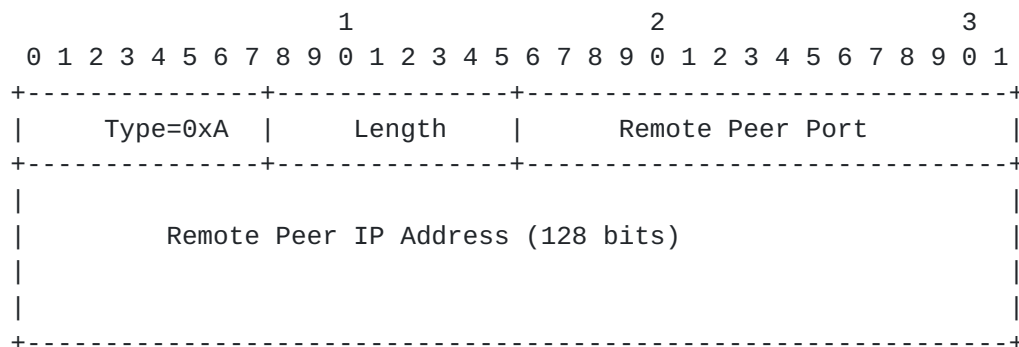 1                   2                   3
 0 1 2 3 4 5 6 7 8 9 0 1 2 3 4 5 6 7 8 9 0 1 2 3 4 5 6 7 8 9 0 1
+---------------+---------------+-------------------------------+
|     Type=0xA  |     Length    |      Remote Peer Port         |
+---------------+---------------+-------------------------------+
|                                                               |
|         Remote Peer IP Address (128 bits)                     |
|                                                               |
|                                                               |
+---------------------------------------------------------------+